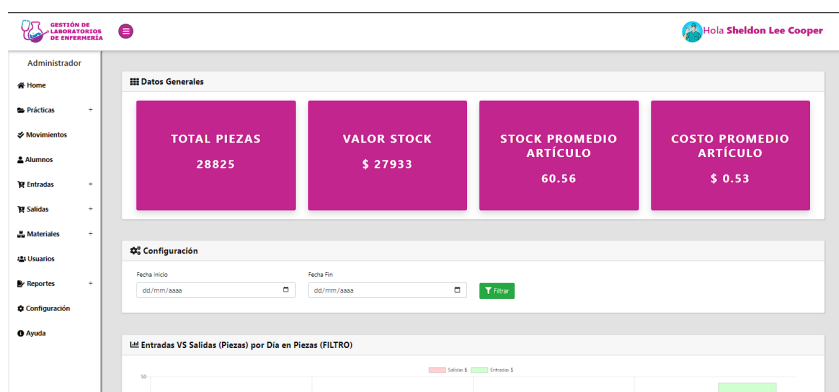 GESTIÓN DE
LABORATORIOS
DE ENFERMERÍA
Hola Sheldon Lee Cooper
Administrador
Home
Prácticas +
Movimientos
Alumnos
Entradas +
Salidas +
Materiales +
Usuarios
Reportes +
Configuración
Ayuda
Datos Generales
TOTAL PIEZAS
28825
VALOR STOCK
$ 27933
STOCK PROMEDIO
ARTÍCULO
60.56
COSTO PROMEDIO
ARTÍCULO
$ 0.53
Configuración
Fecha Inicio
dd/mm/aaaa
Fecha Fin
dd/mm/aaaa
Filtrar
Entradas VS Salidas (Piezas) por Día en Piezas (FILTRO)
Salidas $ Entradas $
50